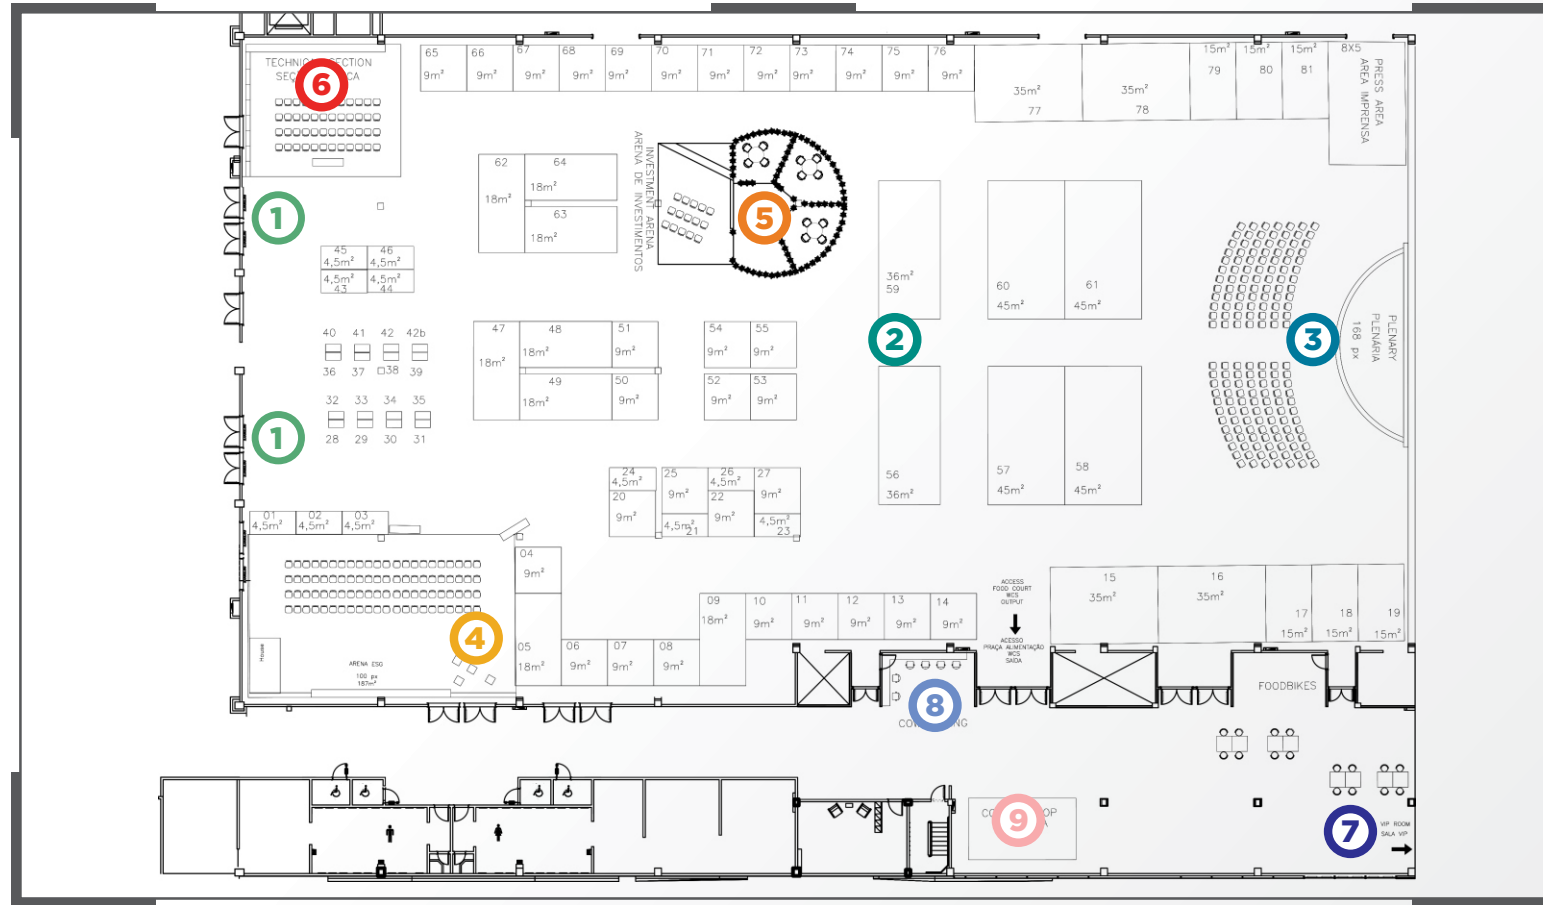 65 66 67 68 69 70 71 72 73 74 75 76
9m² 9m² 9m² 9m² 9m² 9m² 9m² 9m² 9m² 9m² 9m² 9m²
35m² 35m²
77 78
15m² 15m² 15m² 8X5
79 80 81
PRESS AREA
AREA IMPRENSA
TECHNICAL SECTION
6
INVESTMENT ARENA
ARENA DE INVESTIMENTOS
62 64
18m² 18m²
63
18m²
1
5
36m²
59
60 61
45m² 45m²
45 46
4,5m² 4,5m²
4,5m² 4,5m²
43 44
40 41 42 42b
36 37 38 39
32 33 34 35
28 29 30 31
1
47 48 51
18m² 18m² 9m²
49 50
18m² 9m²
54 55
9m² 9m²
52 53
9m² 9m²
2
3
PLENARY
PLENÁRIA
168 px
56
36m²
57 58
45m² 45m²
24 25 26 27
4,5m² 9m² 4,5m² 9m²
20 22
9m² 4,5m² 9m² 4,5m²
21 23
01 02 03
4,5m² 4,5m² 4,5m²
04
9m²
4
House
ARENA ESQ
100 px
187m²
05 06 07 08
18m² 9m² 9m² 9m²
09 10 11 12 13 14
18m² 9m² 9m² 9m² 9m² 9m²
ACCESS
FOOD COURT
WCS
OUTPUT
ACESSO
PRAÇA ALIMENTAÇÃO
WCS
SAÍDA
15 16
35m² 35m²
17 18 19
15m² 15m² 15m²
8
FOODBIKES
9
7
VIP ROOM
SALA VIP